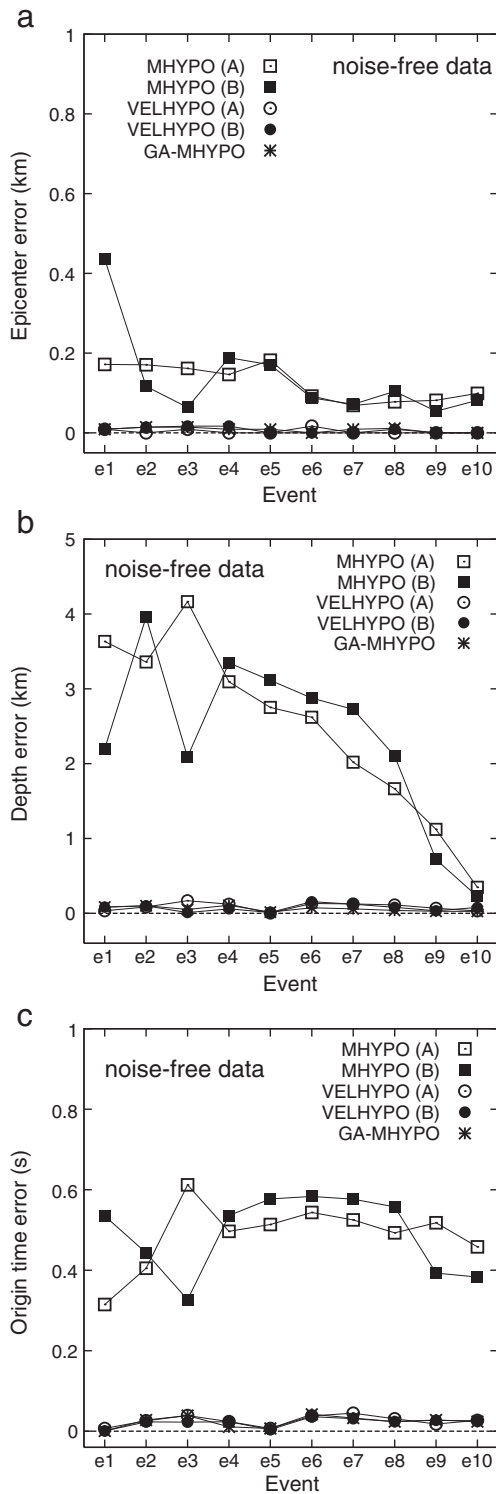 a
1
0.8
0.6
0.4
0.2
0
Epicenter error (km)
noise-free data
MHYPO (A)
MHYPO (B)
VELHYPO (A)
VELHYPO (B)
GA-MHYPO
e1 e2 e3 e4 e5 e6 e7 e8 e9 e10
Event
b
5
4
3
2
1
0
Depth error (km)
noise-free data
MHYPO (A)
MHYPO (B)
VELHYPO (A)
VELHYPO (B)
GA-MHYPO
e1 e2 e3 e4 e5 e6 e7 e8 e9 e10
c
1
0.8
0.6
0.4
0.2
0
Origin time error (s)
noise-free data
MHYPO (A)
MHYPO (B)
VELHYPO (A)
VELHYPO (B)
GA-MHYPO
e1 e2 e3 e4 e5 e6 e7 e8 e9 e10
Event